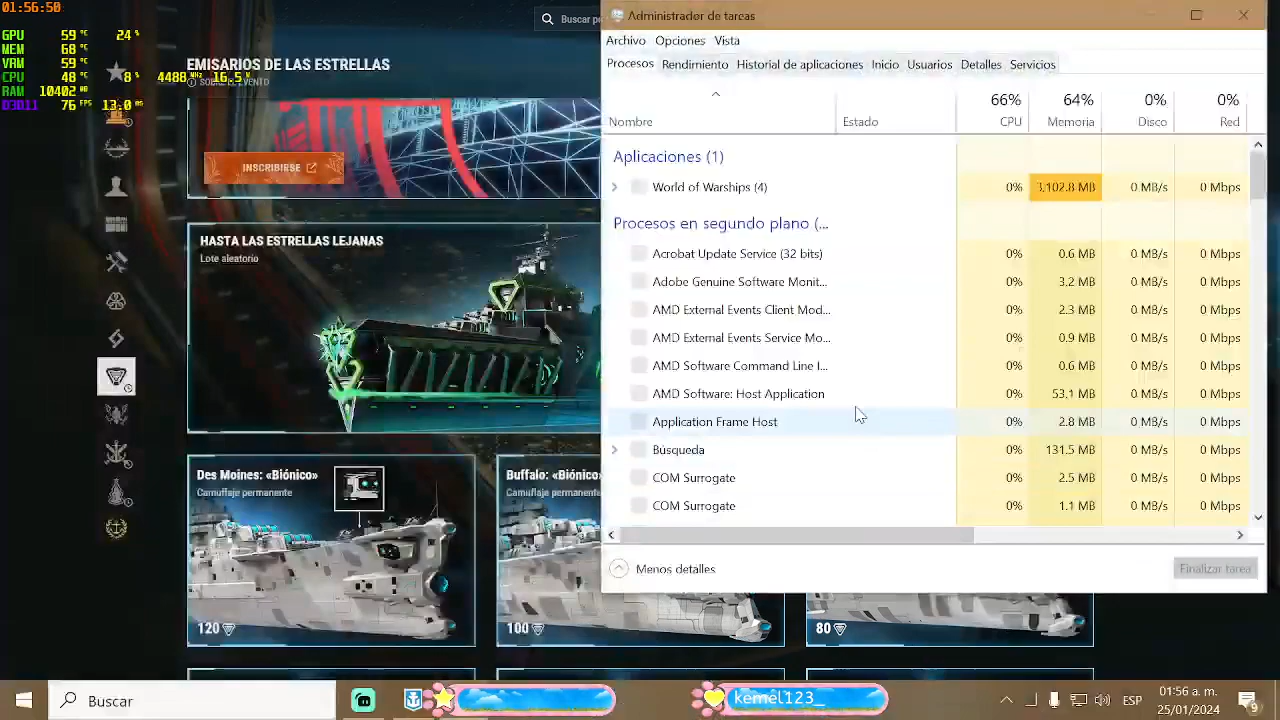 01:56:50
GPU 59 °C 24 %
MEM 68 °C
VRM 59 °C
CPU 48 °C 8 % 4488 MHz 16.5 W
RAM 10402 MB
D3D11 76 FPS 13.0 ms
Buscar po
EMISARIOS DE LAS ESTRELLAS
SOBRE EL EVENTO
INSCRIBIRSE
HASTA LAS ESTRELLAS LEJANAS
Lote aleatorio
Des Moines: «Biónico»
Camuflaje permanente
120
Buffalo: «Biónico»
Camuflaje permanente
100
80
Administrador de tareas
Archivo Opciones Vista
Procesos Rendimiento Historial de aplicaciones Inicio Usuarios Detalles Servicios
66% 64% 0% 0%
Nombre Estado CPU Memoria Disco Red
Aplicaciones (1)
World of Warships (4) 0% 3,102.8 MB 0 MB/s 0 Mbps
Procesos en segundo plano (...
Acrobat Update Service (32 bits) 0% 0.6 MB 0 MB/s 0 Mbps
Adobe Genuine Software Monit... 0% 3.2 MB 0 MB/s 0 Mbps
AMD External Events Client Mod... 0% 2.3 MB 0 MB/s 0 Mbps
AMD External Events Service Mo... 0% 0.9 MB 0 MB/s 0 Mbps
AMD Software Command Line I... 0% 0.6 MB 0 MB/s 0 Mbps
AMD Software: Host Application 0% 53.1 MB 0 MB/s 0 Mbps
Application Frame Host 0% 2.8 MB 0 MB/s 0 Mbps
Búsqueda 0% 131.5 MB 0 MB/s 0 Mbps
COM Surrogate 0% 2.5 MB 0 MB/s 0 Mbps
COM Surrogate 0% 1.1 MB 0 MB/s 0 Mbps
Menos detalles
Finalizar tarea
Buscar
kemel123_
ESP
01:56 a. m.
25/01/2024
9